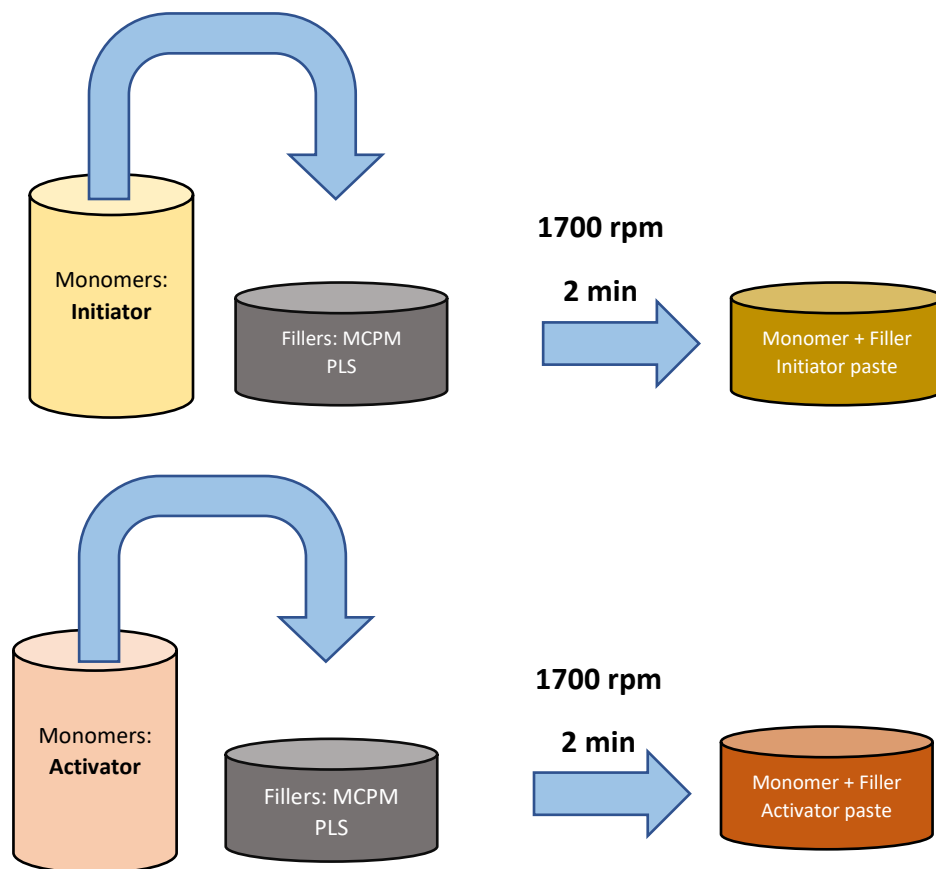 Monomers:
Initiator
Fillers: MCPM
PLS
1700 rpm
2 min
Monomer + Filler
Initiator paste
Monomers:
Activator
Fillers: MCPM
PLS
1700 rpm
2 min
Monomer + Filler
Activator paste